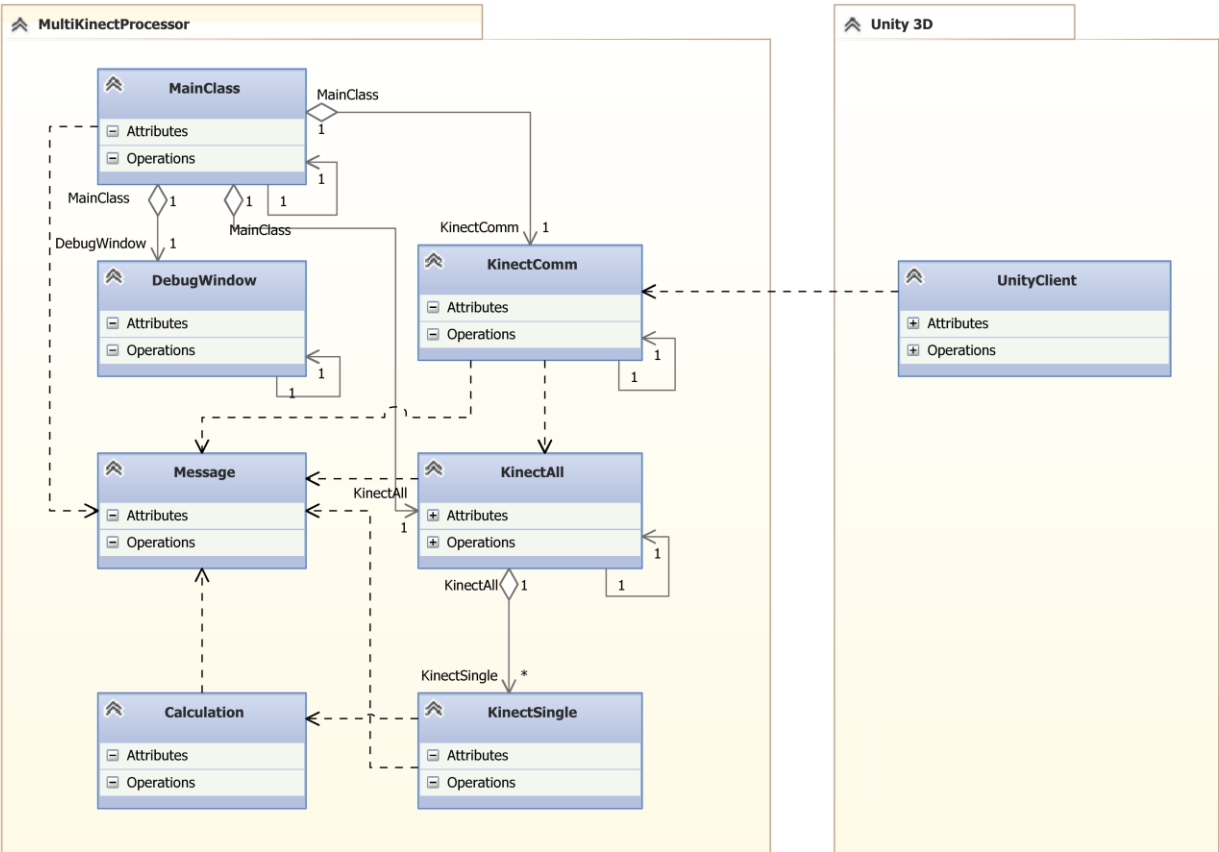 MultiKinectProcessor
Unity 3D
MainClass
Attributes
Operations
MainClass
1
1
1
MainClass
1
1
MainClass
DebugWindow
1
KinectComm
1
DebugWindow
Attributes
Operations
1
1
KinectComm
Attributes
Operations
1
1
UnityClient
Attributes
Operations
Message
Attributes
Operations
KinectAll
1
KinectAll
Attributes
Operations
1
1
KinectAll
1
KinectSingle
*
Calculation
Attributes
Operations
KinectSingle
Attributes
Operations